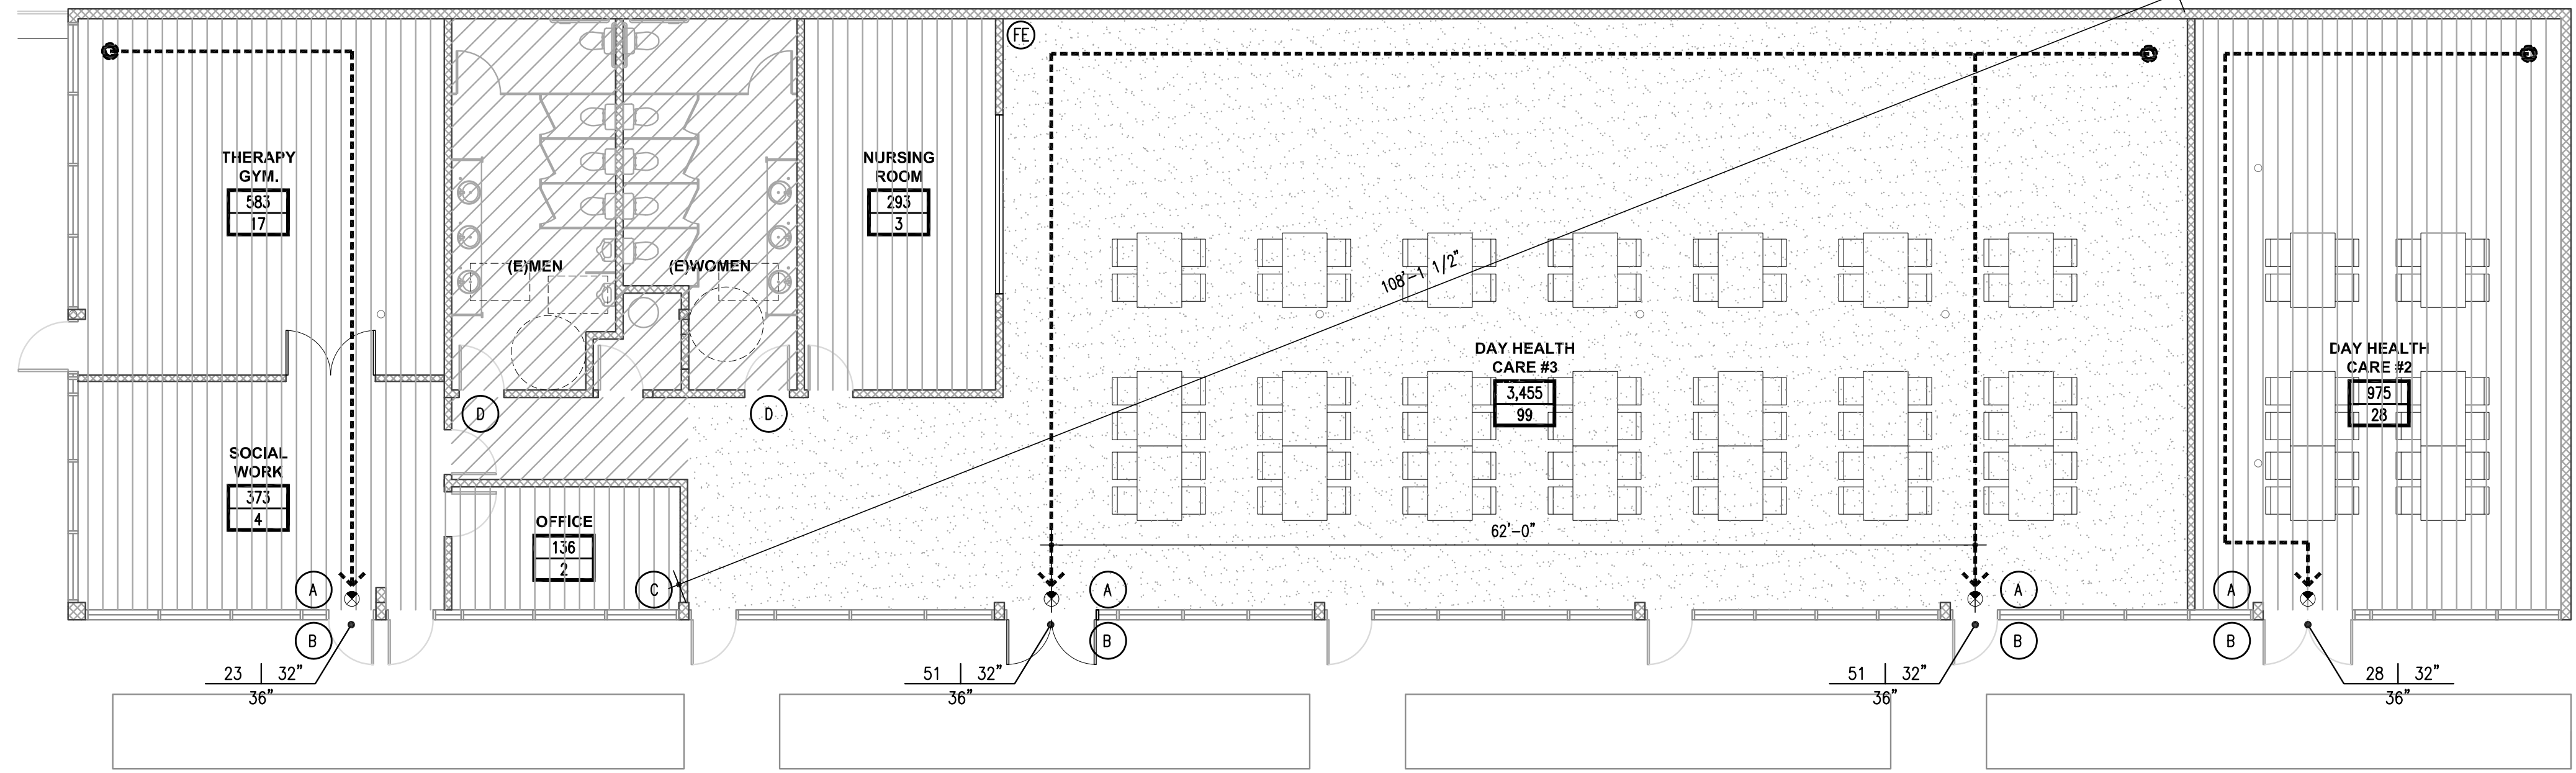 FE
THERAPY
GYM.
583
17
NURSING
ROOM
293
3
(E)MEN
(E)WOMEN
108'-1 1/2"
DAY HEALTH
CARE #3
3,455
99
DAY HEALTH
CARE #2
975
28
D
D
SOCIAL
WORK
373
4
OFFICE
136
2
62'-0"
A
C
A
A
A
B
B
B
B
23 32"
36"
51 32"
36"
51 32"
36"
28 32"
36"